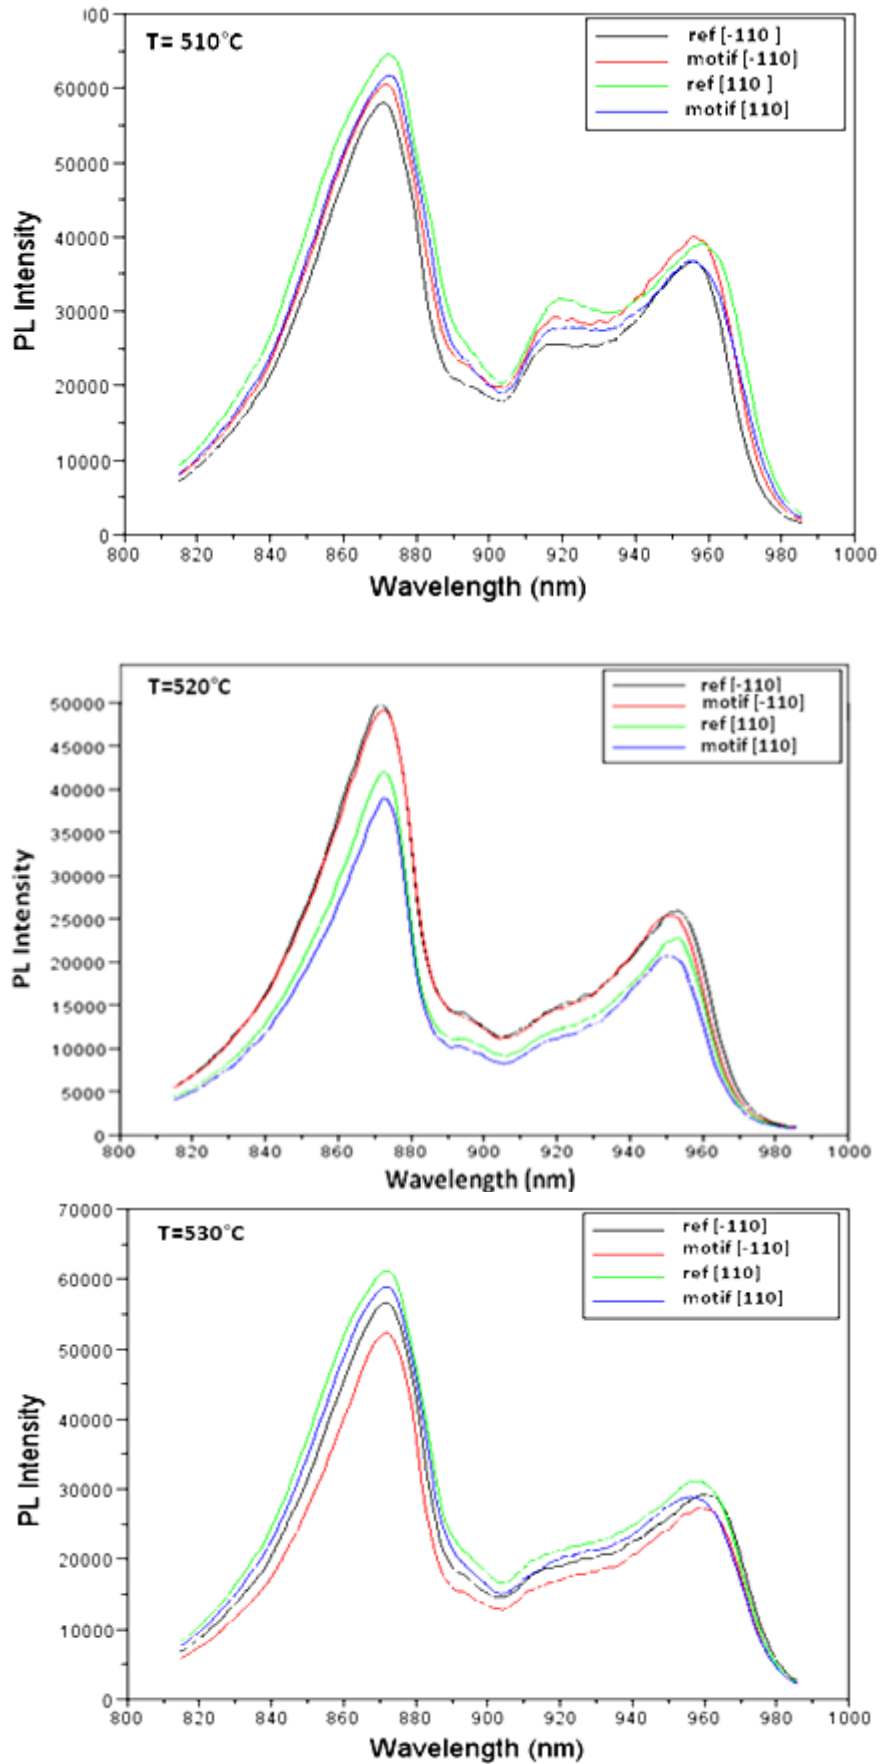 T= 510°C
ref [-110 ]
motif [-110]
ref [110 ]
motif [110]
00
60000
50000
40000
30000
20000
10000
0
800 820 840 860 880 900 920 940 960 980 1000
PL Intensity
Wavelength (nm)
T=520°C
ref [-110]
motif [-110]
ref [110]
motif [110]
50000
45000
40000
35000
30000
25000
20000
15000
10000
5000
0
800 820 840 860 880 900 920 940 960 980 1000
PL Intensity
Wavelength (nm)
T=530°C
ref [-110]
motif [-110]
ref [110]
motif [110]
70000
60000
50000
40000
30000
20000
10000
0
800 820 840 860 880 900 920 940 960 980 1000
PL Intensity
Wavelength (nm)